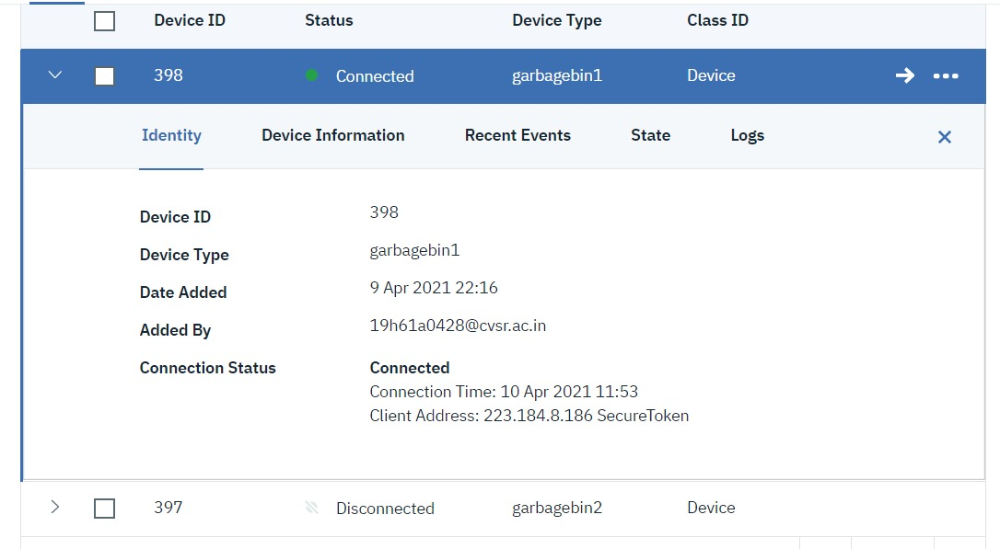 Device ID Status Device Type Class ID
398 Connected garbagebin1 Device
Identity Device Information Recent Events State Logs
Device ID 398
Device Type garbagebin1
Date Added 9 Apr 2021 22:16
Added By 19h61a0428@cvsr.ac.in
Connection Status Connected
Connection Time: 10 Apr 2021 11:53
Client Address: 223.184.8.186 SecureToken
397 Disconnected garbagebin2 Device